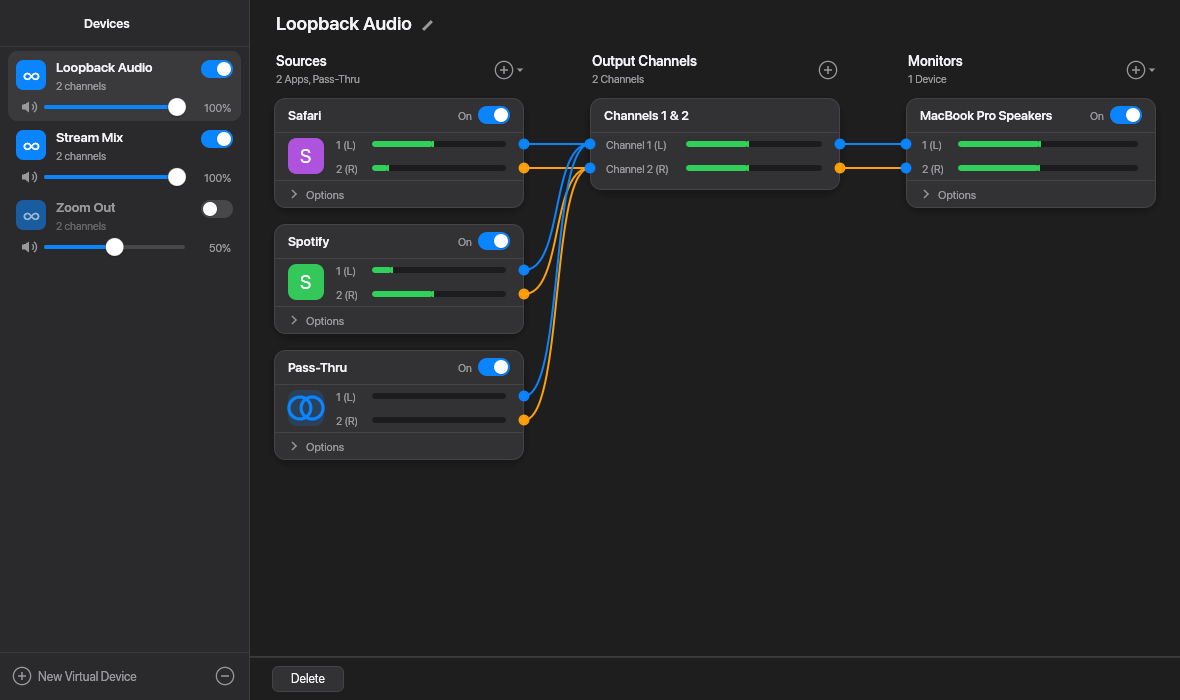 Devices
Loopback Audio
2 channels
100%
Stream Mix
2 channels
100%
Zoom Out
2 channels
50%
New Virtual Device
Loopback Audio
Sources
2 Apps, Pass-Thru
Safari On
S
1 (L)
2 (R)
Options
Spotify On
S
1 (L)
2 (R)
Options
Pass-Thru On
1 (L)
2 (R)
Options
Output Channels
2 Channels
Channels 1 & 2
Channel 1 (L)
Channel 2 (R)
Monitors
1 Device
MacBook Pro Speakers On
1 (L)
2 (R)
Options
Delete